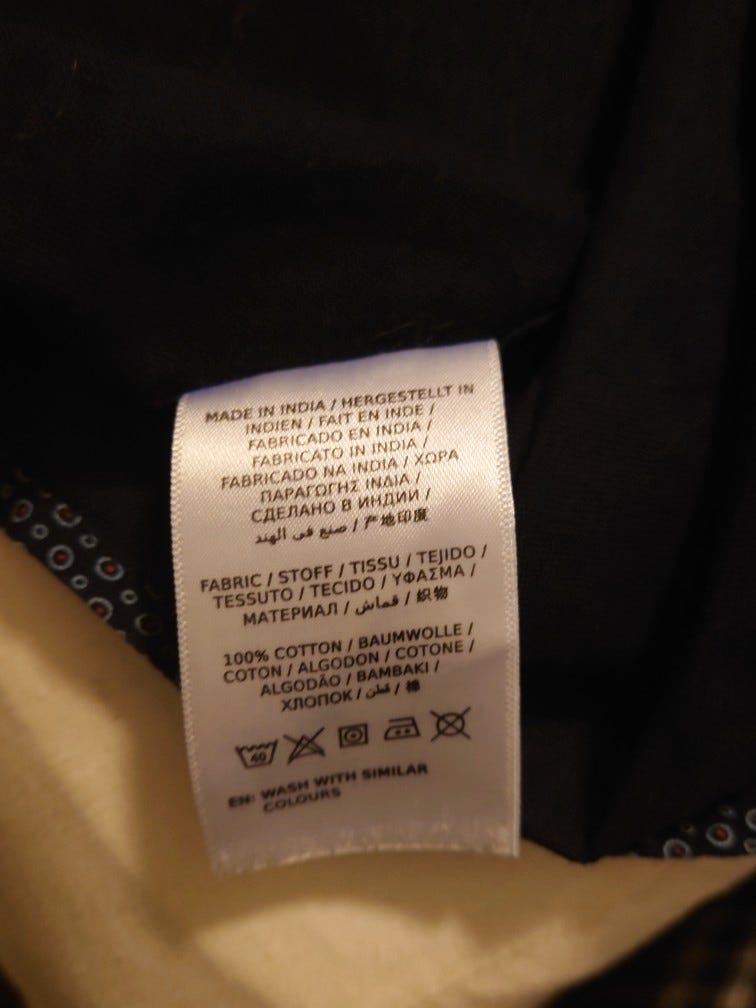 MADE IN INDIA / HERGESTELLT IN
INDIEN / FAIT EN INDE /
FABRICADO EN INDIA /
FABRICATO IN INDIA /
FABRICADO NA INDIA / ΧΩΡΑ
ΠΑΡΑΓΩΓΗΣ ΙΝΔΙΑ /
СДЕЛАНО В ИНДИИ /
صنع في الهند / 产地印度
FABRIC / STOFF / TISSU / TEJIDO /
TESSUTO / TECIDO / ΥΦΑΣΜΑ /
МАТЕРИАЛ / قماش / 织物
100% COTTON / BAUMWOLLE /
COTON / ALGODON / COTONE /
ALGODÃO / BAMBAKI /
ХЛОПОК / قطن / 棉
40
EN: WASH WITH SIMILAR
COLOURS